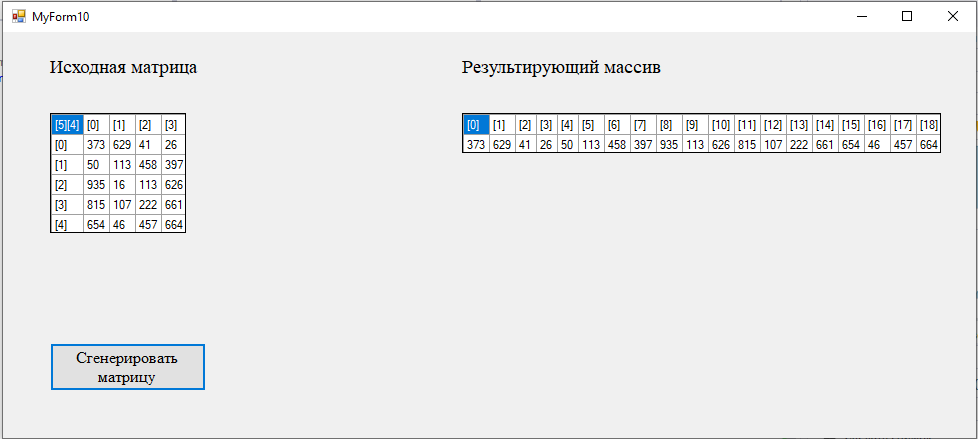 MyForm10
Исходная матрица
[5][4] [0] [1] [2] [3]
[0] 373 629 41 26
[1] 50 113 458 397
[2] 935 16 113 626
[3] 815 107 222 661
[4] 654 46 457 664
Результирующий массив
[0] [1] [2] [3] [4] [5] [6] [7] [8] [9] [10] [11] [12] [13] [14] [15] [16] [17] [18]
373 629 41 26 50 113 458 397 935 113 626 815 107 222 661 654 46 457 664
Сгенерировать
матрицу